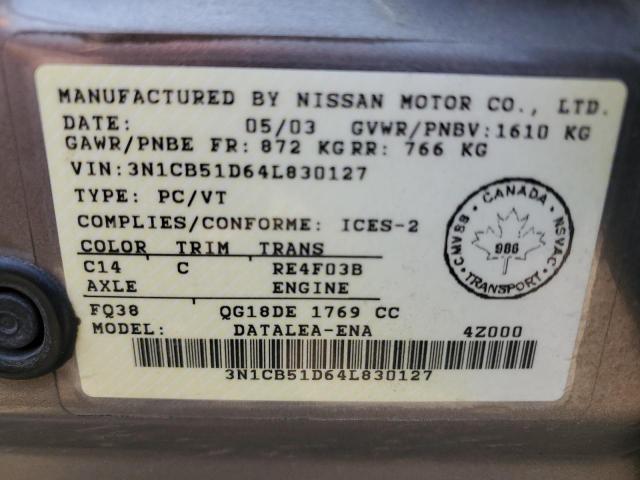 MANUFACTURED BY NISSAN MOTOR CO., LTD.
DATE: 05/03 GVWR/PNBV:1610 KG
GAWR/PNBE FR: 872 KG RR: 766 KG
VIN:3N1CB51D64L830127
TYPE: PC/VT
COMPLIES/CONFORME: ICES-2
COLOR TRIM TRANS
C14 C RE4F03B
AXLE ENGINE
FQ38 QG18DE 1769 CC
MODEL: DATALEA-ENA 4Z000
3N1CB51D64L830127
CANADA
CMVSS
NSVAC
906
TRANSPORT